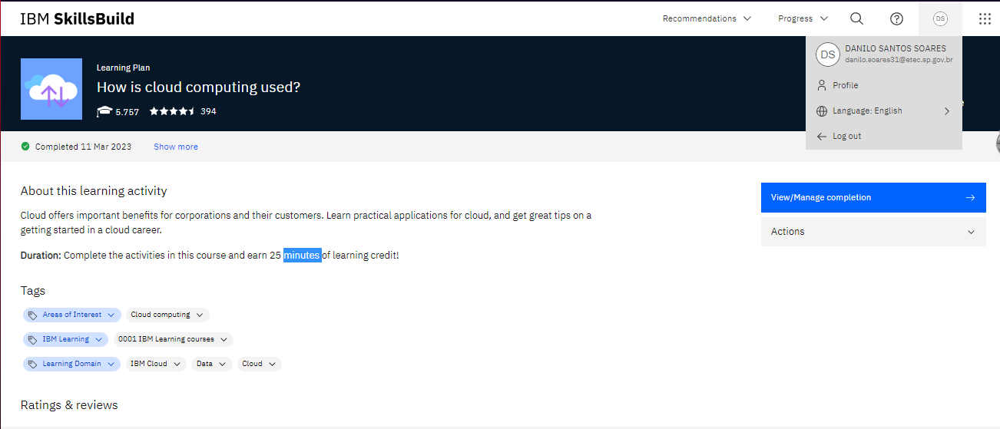 IBM SkillsBuild
Recommendations
Progress
DS
DS
DANILO SANTOS SOARES
danilo.soares31@etec.sp.gov.br
Profile
Language: English
Log out
Learning Plan
How is cloud computing used?
5.757
394
Completed 11 Mar 2023
Show more
About this learning activity
Cloud offers important benefits for corporations and their customers. Learn practical applications for cloud, and get great tips on a
getting started in a cloud career.
Duration: Complete the activities in this course and earn 25 minutes of learning credit!
View/Manage completion
Actions
Tags
Areas of Interest
Cloud computing
IBM Learning
0001 IBM Learning courses
Learning Domain
IBM Cloud
Data
Cloud
Ratings & reviews